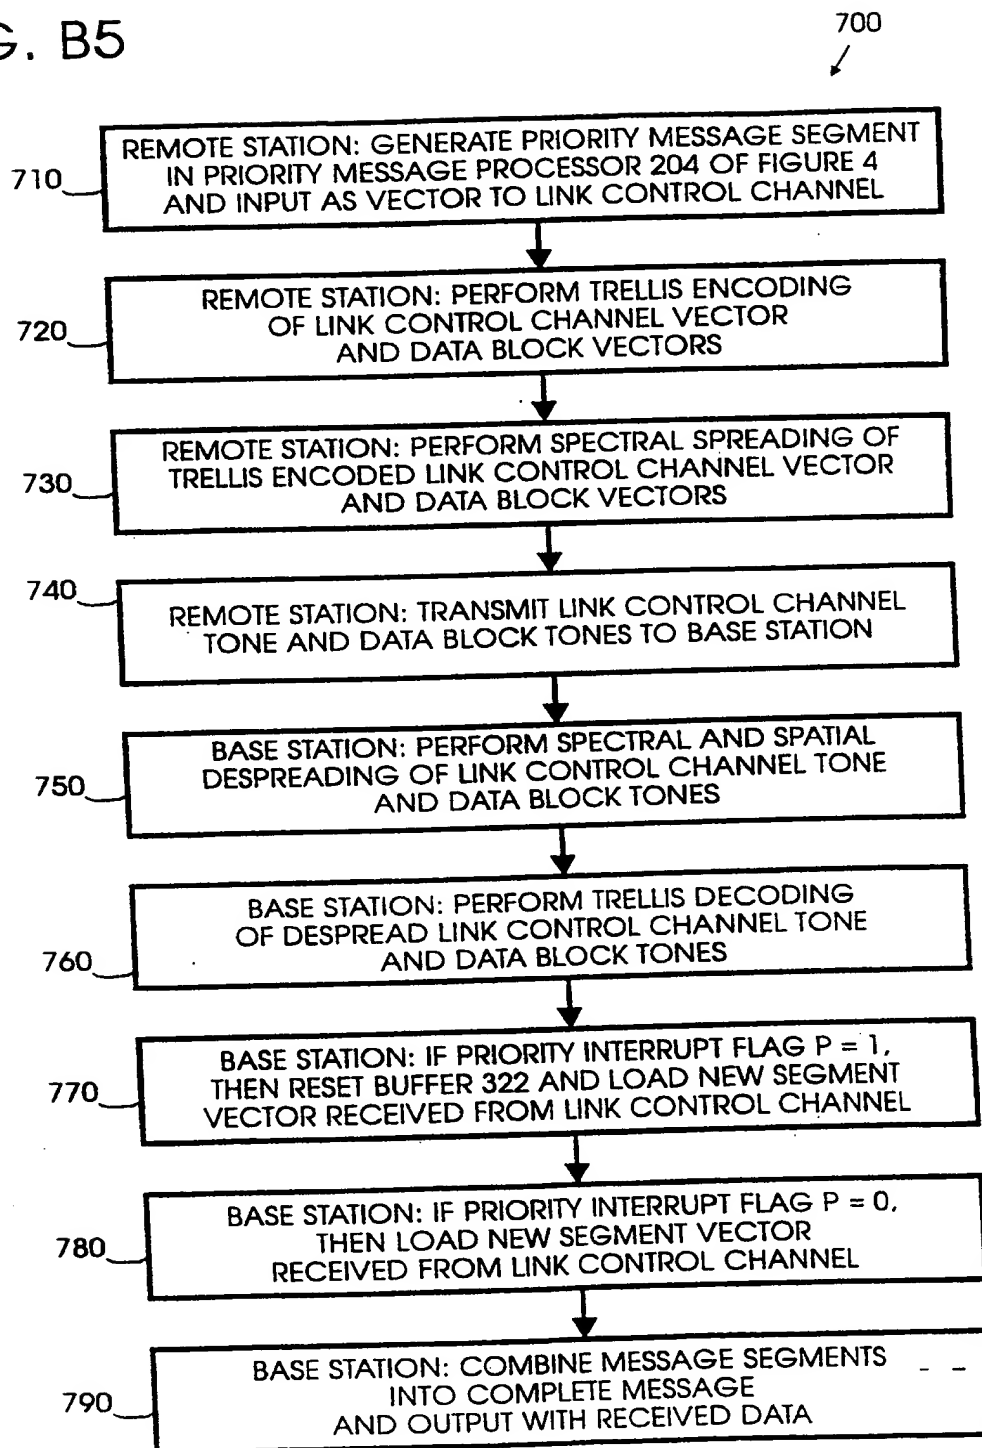 G. B5
700
710
REMOTE STATION: GENERATE PRIORITY MESSAGE SEGMENT
IN PRIORITY MESSAGE PROCESSOR 204 OF FIGURE 4
AND INPUT AS VECTOR TO LINK CONTROL CHANNEL
720
REMOTE STATION: PERFORM TRELLIS ENCODING
OF LINK CONTROL CHANNEL VECTOR
AND DATA BLOCK VECTORS
730
REMOTE STATION: PERFORM SPECTRAL SPREADING OF
TRELLIS ENCODED LINK CONTROL CHANNEL VECTOR
AND DATA BLOCK VECTORS
740
REMOTE STATION: TRANSMIT LINK CONTROL CHANNEL
TONE AND DATA BLOCK TONES TO BASE STATION
750
BASE STATION: PERFORM SPECTRAL AND SPATIAL
DESPREADING OF LINK CONTROL CHANNEL TONE
AND DATA BLOCK TONES
760
BASE STATION: PERFORM TRELLIS DECODING
OF DESPREAD LINK CONTROL CHANNEL TONE
AND DATA BLOCK TONES
770
BASE STATION: IF PRIORITY INTERRUPT FLAG P = 1,
THEN RESET BUFFER 322 AND LOAD NEW SEGMENT
VECTOR RECEIVED FROM LINK CONTROL CHANNEL
780
BASE STATION: IF PRIORITY INTERRUPT FLAG P = 0,
THEN LOAD NEW SEGMENT VECTOR
RECEIVED FROM LINK CONTROL CHANNEL
790
BASE STATION: COMBINE MESSAGE SEGMENTS
INTO COMPLETE MESSAGE
AND OUTPUT WITH RECEIVED DATA